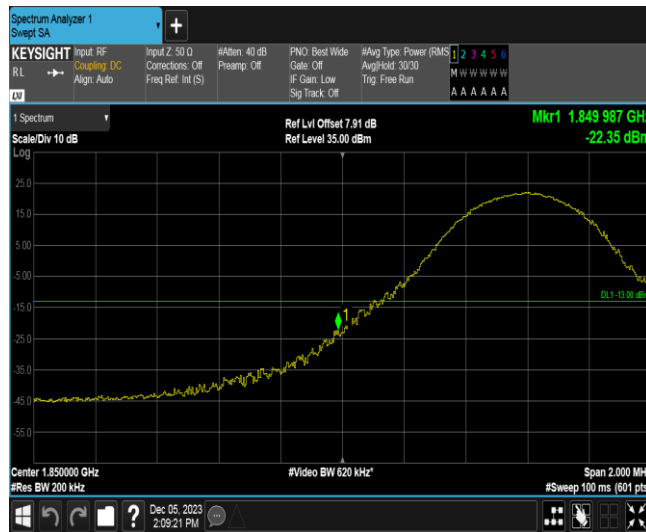 Spectrum Analyzer 1
Swept SA
KEYSIGHT
RL
LXI
Input: RF
Coupling: DC
Align: Auto
Input Z: 50 Ω
Corrections: Off
Freq Ref: Int (S)
#Atten: 40 dB
Preamp: Off
PNO: Best Wide
Gate: Off
IF Gain: Low
Sig Track: Off
#Avg Type: Power (RMS
Avg|Hold: 30/30
Trig: Free Run
1 2 3 4 5 6
M W W W W W
A A A A A A
1 Spectrum
Scale/Div 10 dB
Ref Lvl Offset 7.91 dB
Ref Level 35.00 dBm
Mkr1 1.849 987 GHz
-22.35 dBm
Log
25.0
15.0
5.00
-5.00
-15.0
-25.0
-35.0
-45.0
-55.0
1
DL1 -13.00 dBm
Center 1.850000 GHz
#Res BW 200 kHz
#Video BW 620 kHz*
Span 2.000 MH
#Sweep 100 ms (601 pts
Dec 05, 2023
2:09:21 PM